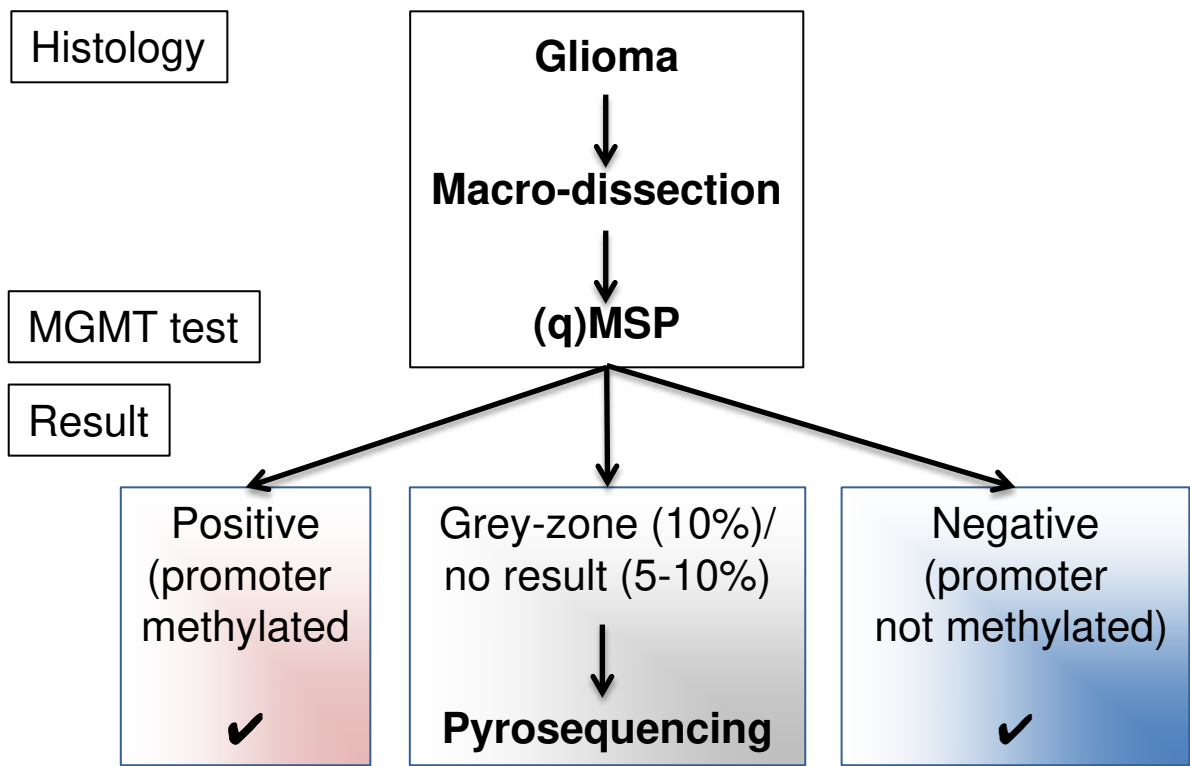 Histology
Glioma
Macro-dissection
MGMT test
(q)MSP
Result
Positive
(promoter
methylated
✔
Grey-zone (10%)/
no result (5-10%)
Pyrosequencing
Negative
(promoter
not methylated)
✔